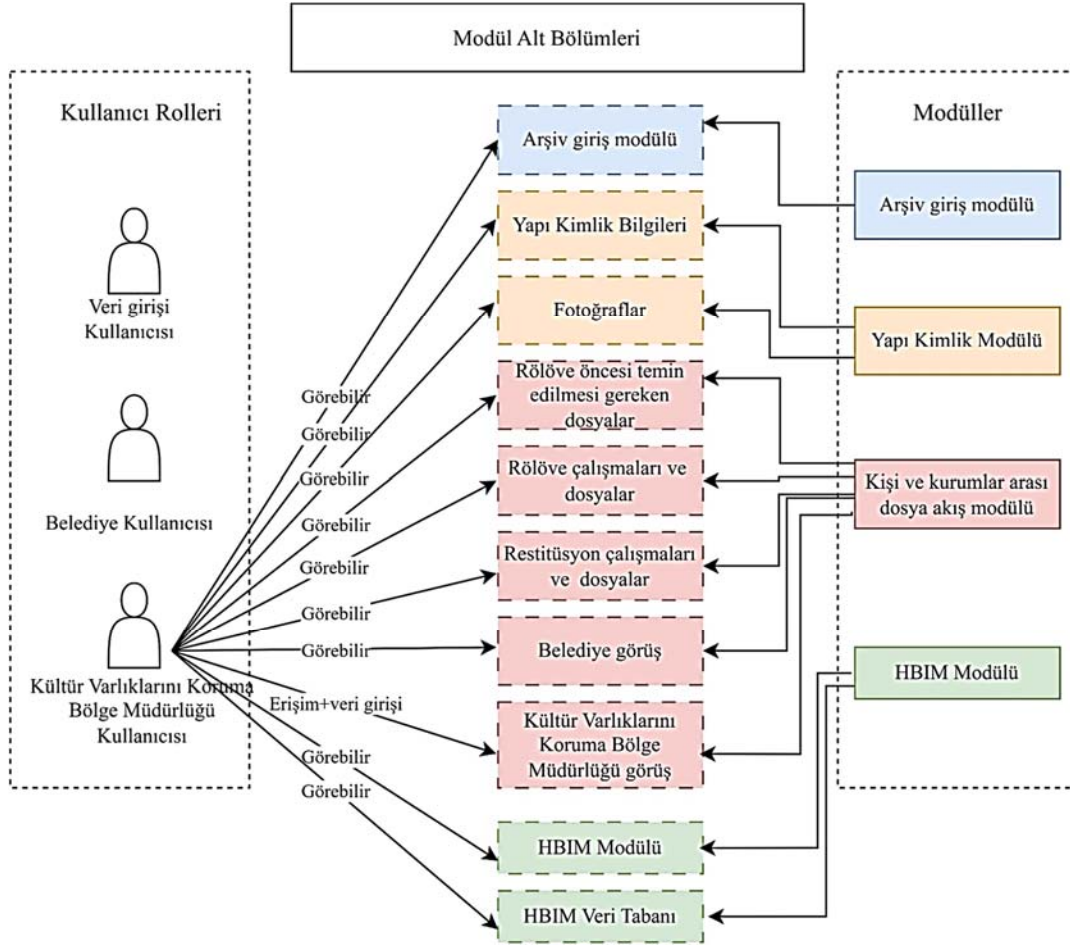 Modül Alt Bölümleri
Kullanıcı Rolleri
Veri girişi
Kullanıcısı
Belediye Kullanıcısı
Kültür Varlıklarını Koruma
Bölge Müdürlüğü
Kullanıcısı
Görebilir
Görebilir
Görebilir
Görebilir
Görebilir
Görebilir
Görebilir
Erişim+veri girişi
Görebilir
Görebilir
Arşiv giriş modülü
Yapı Kimlik Bilgileri
Fotoğraflar
Rölöve öncesi temin
edilmesi gereken
dosyalar
Rölöve çalışmaları ve
dosyalar
Restitüsyon çalışmaları
ve dosyalar
Belediye görüş
Kültür Varlıklarını
Koruma Bölge
Müdürlüğü görüş
HBIM Modülü
HBIM Veri Tabanı
Modüller
Arşiv giriş modülü
Yapı Kimlik Modülü
Kişi ve kurumlar arası
dosya akış modülü
HBIM Modülü